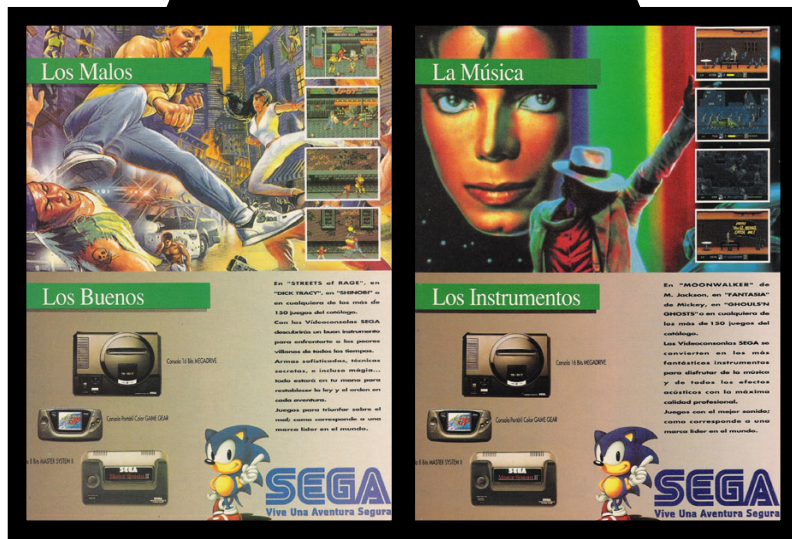 Los Malos
Los Buenos
En "STREETS of RAGE", en
"DICK TRACY", en "SHINOBI" o
en cualquiera de los más de
150 juegos del catálogo.
Con las Videoconsolas SEGA
descubrirás un buen instrumento
para enfrentarte a los peores
villanos de todos los tiempos.
Armas sofisticadas, técnicas
secretas, e incluso mágia...
todo estará en tu mano para
restablecer la ley y el orden en
cada aventura.
Juegos para triunfar sobre el
mal; como corresponde a una
marca líder en el mundo.
Consola 16 Bits MEGADRIVE
Consola Portátil Color GAME GEAR
a 8 Bits MASTER SYSTEM II
SEGA
Master System II
SEGA
Vive Una Aventura Segura
La Música
Los Instrumentos
En "MOONWALKER" de
M. Jackson, en "FANTASIA"
de Mickey, en "GHOULS'N
GHOSTS" o en cualquiera de
los más de 150 juegos del
catálogo.
Las Videoconsolas SEGA se
convierten en los más
fantásticos instrumentos
para disfrutar de la música
y de todos los efectos
acústicos con la máxima
calidad profesional.
Juegos con el mejor sonido;
como corresponde a una
marca líder en el mundo.
Consola 16 Bits MEGADRIVE
Consola Portátil Color GAME GEAR
a 8 Bits MASTER SYSTEM II
SEGA
Master System II
SEGA
Vive Una Aventura Segura